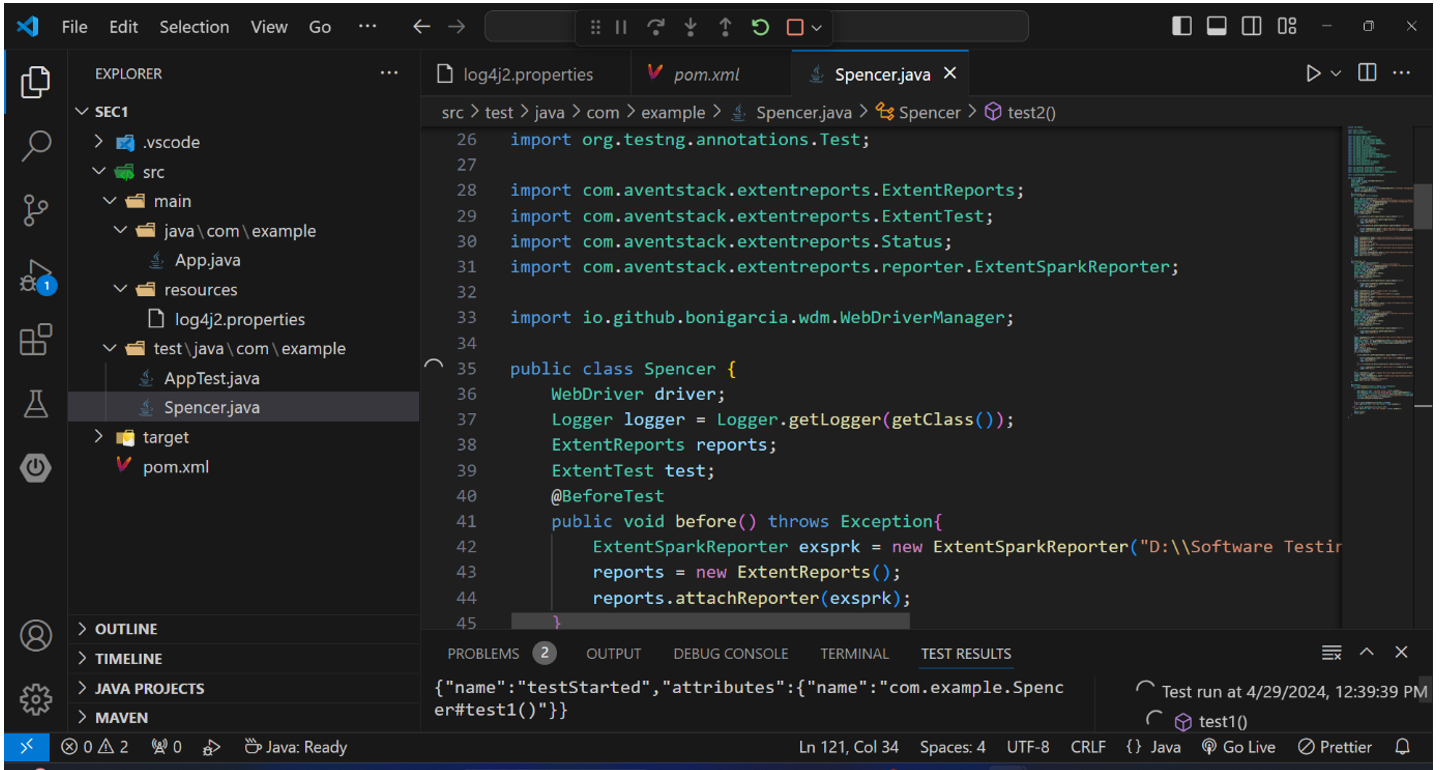 File Edit Selection View Go ···
EXPLORER ···
SEC1
.vscode
src
main
java\com\example
App.java
resources
log4j2.properties
test\java\com\example
AppTest.java
Spencer.java
target
pom.xml
OUTLINE
TIMELINE
JAVA PROJECTS
MAVEN
1
log4j2.properties pom.xml Spencer.java
src > test > java > com > example > Spencer.java > Spencer > test2()
26 import org.testng.annotations.Test;
27
28 import com.aventstack.extentreports.ExtentReports;
29 import com.aventstack.extentreports.ExtentTest;
30 import com.aventstack.extentreports.Status;
31 import com.aventstack.extentreports.reporter.ExtentSparkReporter;
32
33 import io.github.bonigarcia.wdm.WebDriverManager;
34
35 public class Spencer {
36 WebDriver driver;
37 Logger logger = Logger.getLogger(getClass());
38 ExtentReports reports;
39 ExtentTest test;
40 @BeforeTest
41 public void before() throws Exception{
42 ExtentSparkReporter exsprk = new ExtentSparkReporter("D:\\Software Testin
43 reports = new ExtentReports();
44 reports.attachReporter(exsprk);
45 }
PROBLEMS 2 OUTPUT DEBUG CONSOLE TERMINAL TEST RESULTS
{"name":"testStarted","attributes":{"name":"com.example.Spenc
er#test1()"}}
Test run at 4/29/2024, 12:39:39 PM
test1()
0 2 0 Java: Ready Ln 121, Col 34 Spaces: 4 UTF-8 CRLF {} Java Go Live Prettier